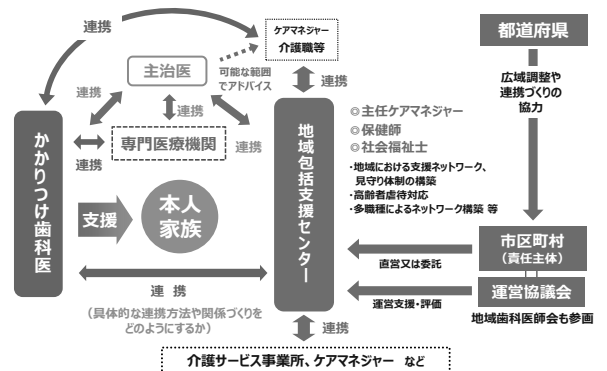 連携
ケアマネジャー
介護職等
都道府県
主治医
可能な範囲
でアドバイス
連携
広域調整や
連携づくりの
協力
連携
連携
連携
専門医療機関
連携
かかりつけ歯科医
地域包括支援センター
◎主任ケアマネジャー
◎保健師
◎社会福祉士
・地域における支援ネットワーク、
見守り体制の構築
・高齢者虐待対応
・多職種によるネットワーク構築 等
支援
本人
家族
市区町村
（責任主体）
直営又は委託
連 携
（具体的な連携方法や関係づくりを
どのようにするか）
運営協議会
運営支援・評価
地域歯科医師会も参画
連携
介護サービス事業所、ケアマネジャー など